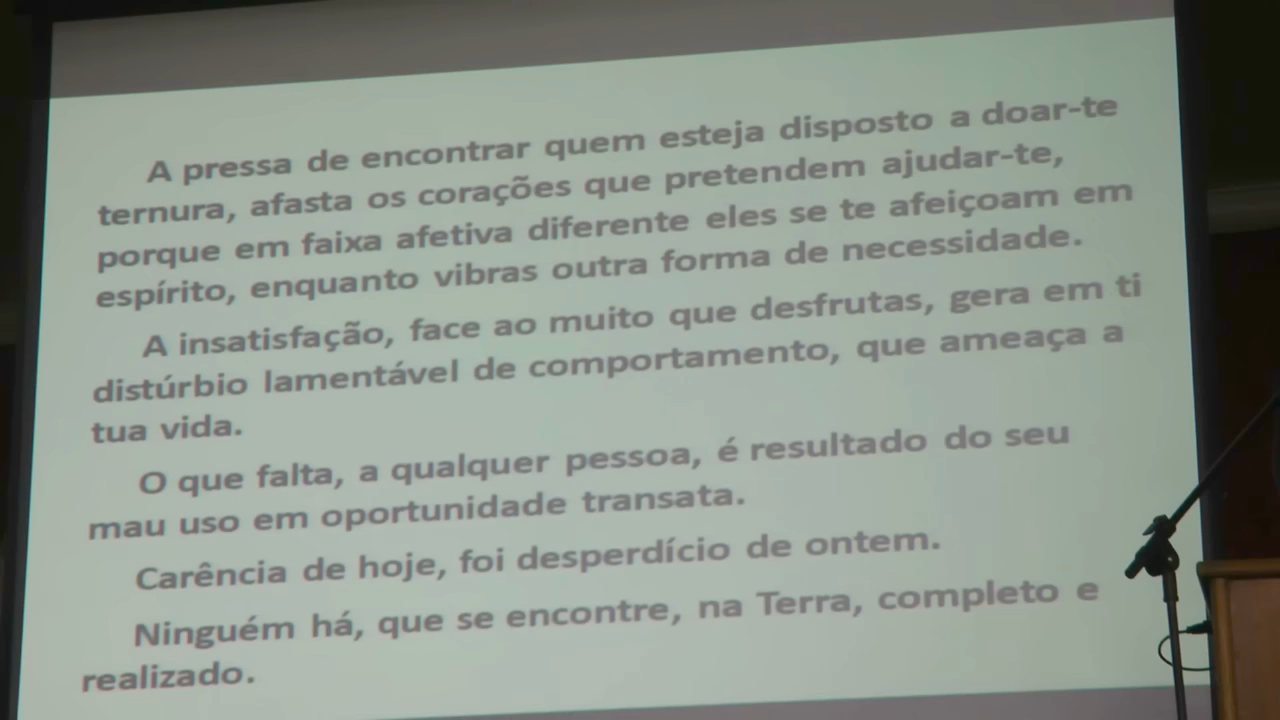 A pressa de encontrar quem esteja disposto a doar-te
ternura, afasta os corações que pretendem ajudar-te,
porque em faixa afetiva diferente eles se te afeiçoam em
espírito, enquanto vibras outra forma de necessidade.
A insatisfação, face ao muito que desfrutas, gera em ti
distúrbio lamentável de comportamento, que ameaça a
tua vida.
O que falta, a qualquer pessoa, é resultado do seu
mau uso em oportunidade transata.
Carência de hoje, foi desperdício de ontem.
Ninguém há, que se encontre, na Terra, completo e
realizado.